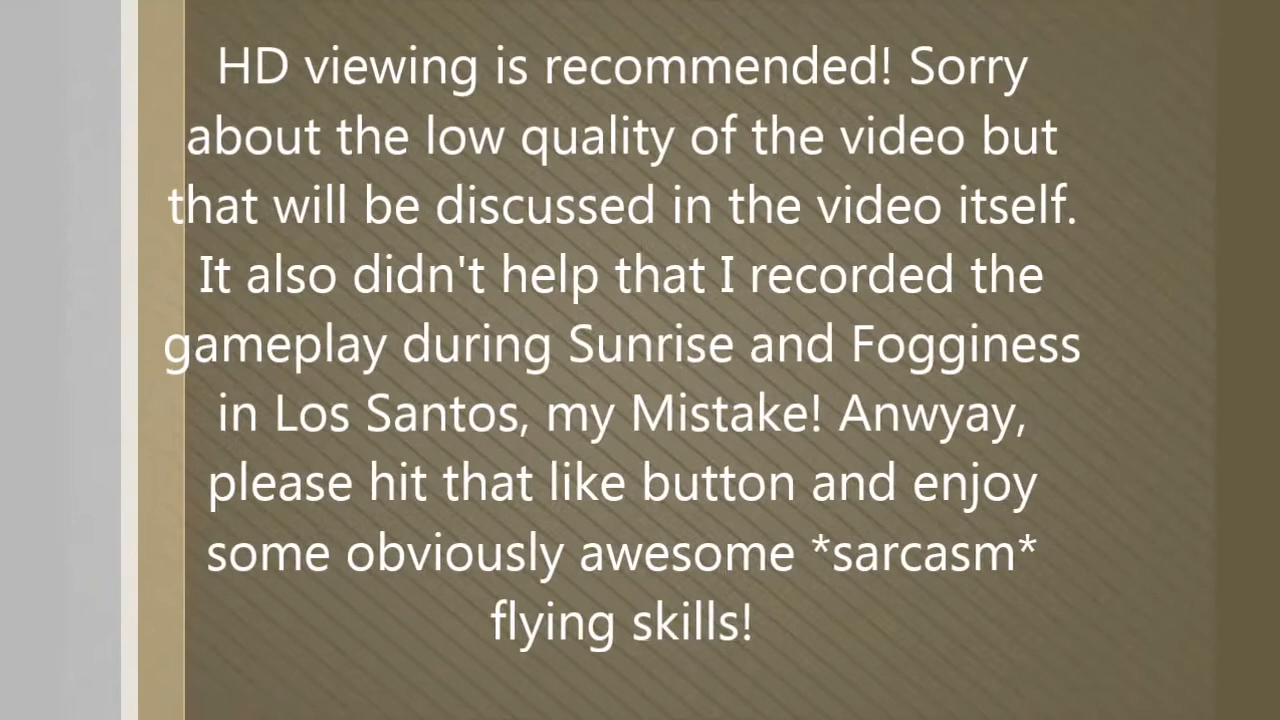 HD viewing is recommended! Sorry
about the low quality of the video but
that will be discussed in the video itself.
It also didn't help that I recorded the
gameplay during Sunrise and Fogginess
in Los Santos, my Mistake! Anwyay,
please hit that like button and enjoy
some obviously awesome *sarcasm*
flying skills!